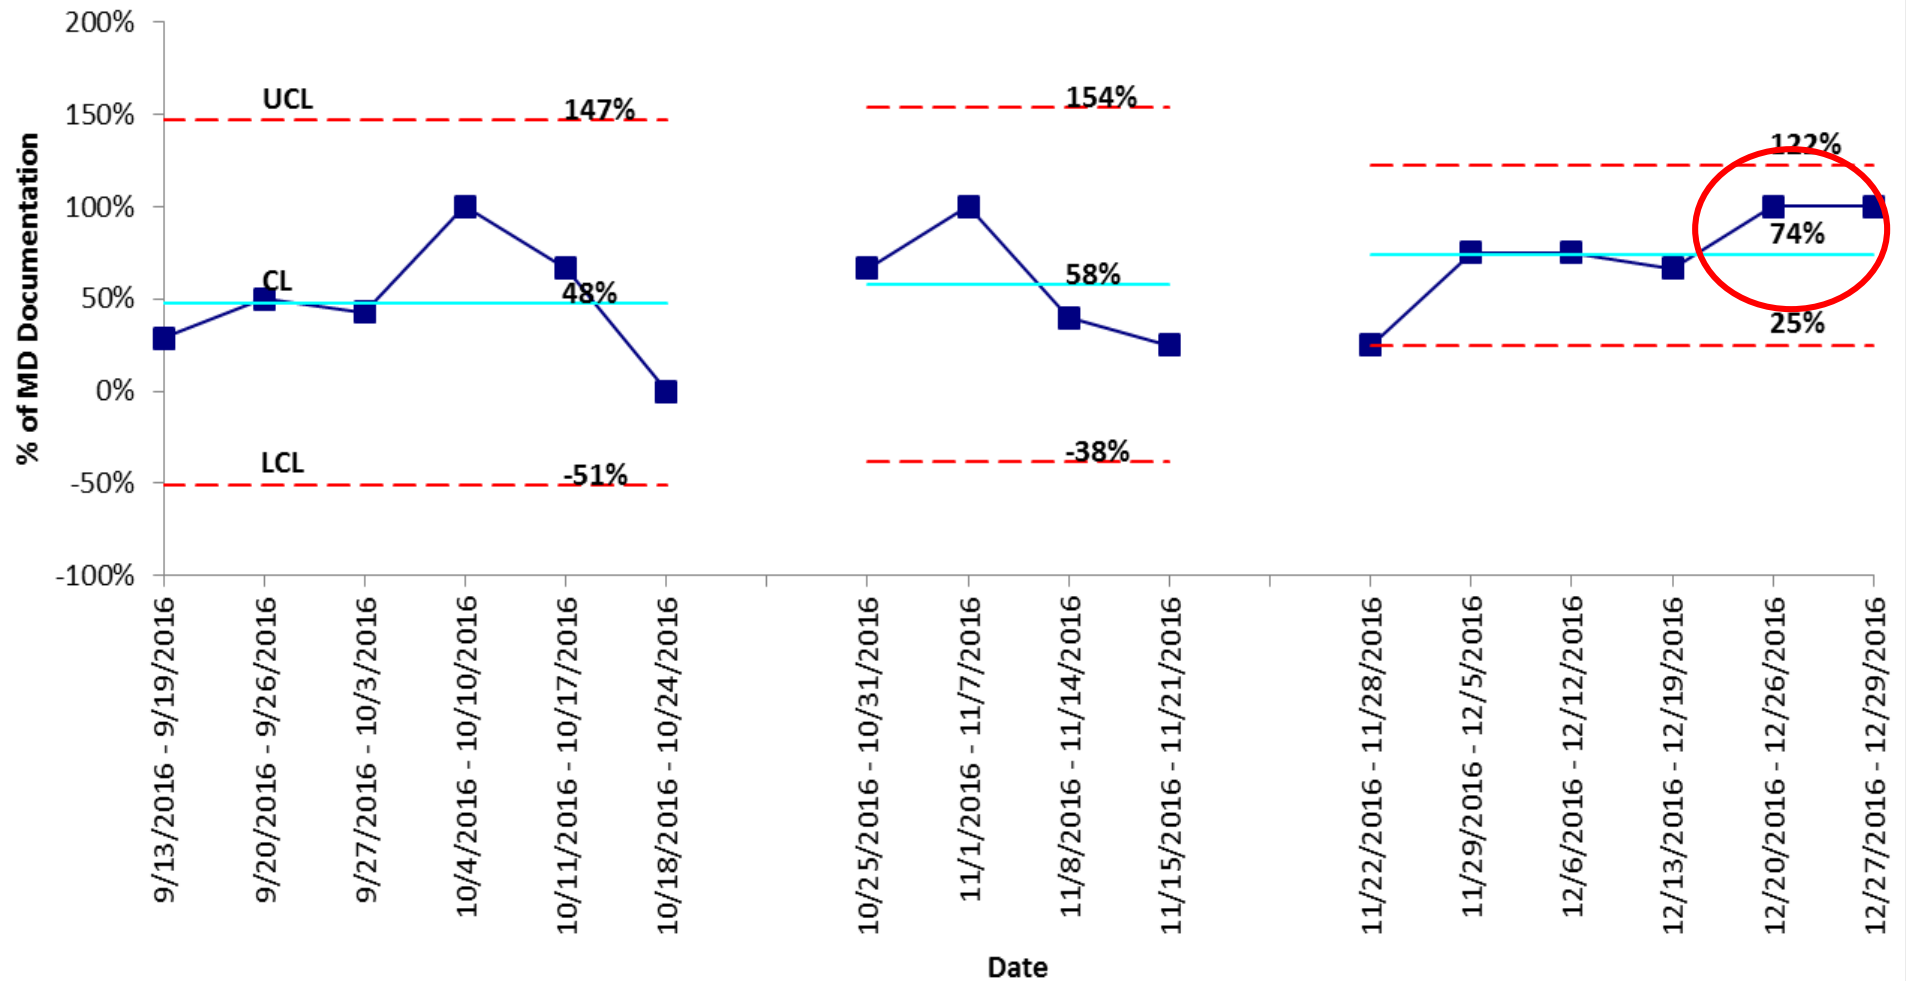 200%
150%
100%
50%
0%
-50%
-100%
% of MD Documentation
UCL
147%
CL
48%
LCL
-51%
154%
58%
-38%
122%
74%
25%
9/13/2016 - 9/19/2016
9/20/2016 - 9/26/2016
9/27/2016 - 10/3/2016
10/4/2016 - 10/10/2016
10/11/2016 - 10/17/2016
10/18/2016 - 10/24/2016
10/25/2016 - 10/31/2016
11/1/2016 - 11/7/2016
11/8/2016 - 11/14/2016
11/15/2016 - 11/21/2016
11/22/2016 - 11/28/2016
11/29/2016 - 12/5/2016
12/6/2016 - 12/12/2016
12/13/2016 - 12/19/2016
12/20/2016 - 12/26/2016
12/27/2016 - 12/29/2016
Date